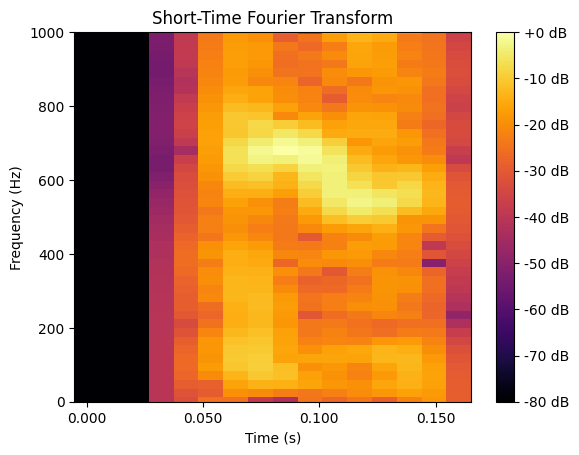 Short-Time Fourier Transform
Frequency (Hz)
1000
800
600
400
200
0
0.000
0.050
0.100
0.150
Time (s)
+0 dB
-10 dB
-20 dB
-30 dB
-40 dB
-50 dB
-60 dB
-70 dB
-80 dB